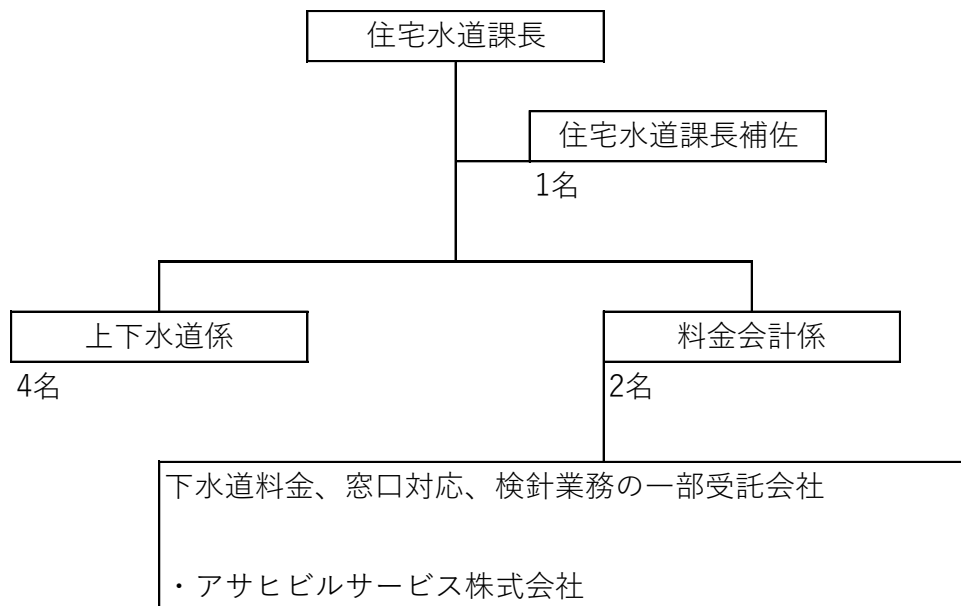 住宅水道課長
住宅水道課長補佐
1名
上下水道係
料金会計係
4名
2名
下水道料金、窓口対応、検針業務の一部受託会社
・アサヒビルサービス株式会社